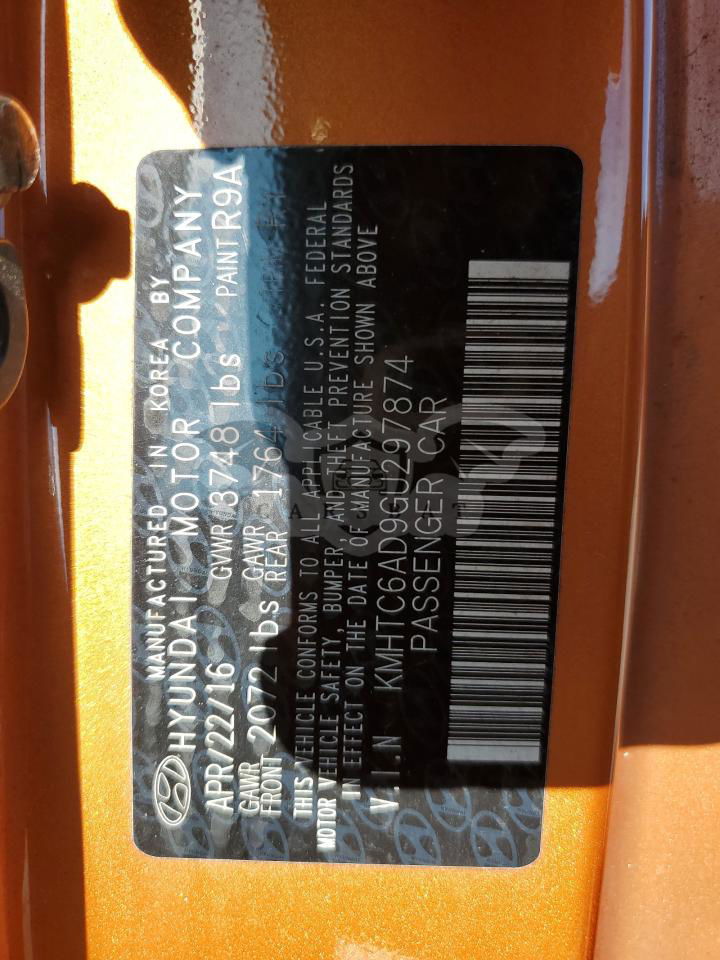 MANUFACTURED IN KOREA BY
HYUNDAI MOTOR COMPANY
APR/22/16 GVWR 3748 lbs PAINT R9A
GAWR FRONT 2072 lbs GAWR REAR 1764 lbs
THIS VEHICLE CONFORMS TO ALL APPLICABLE U.S.A FEDERAL
MOTOR VEHICLE SAFETY, BUMPER, AND THEFT PREVENTION STANDARDS
IN EFFECT ON THE DATE OF MANUFACTURE SHOWN ABOVE
V.I.N KMHTC6AD9GU297874
PASSENGER CAR